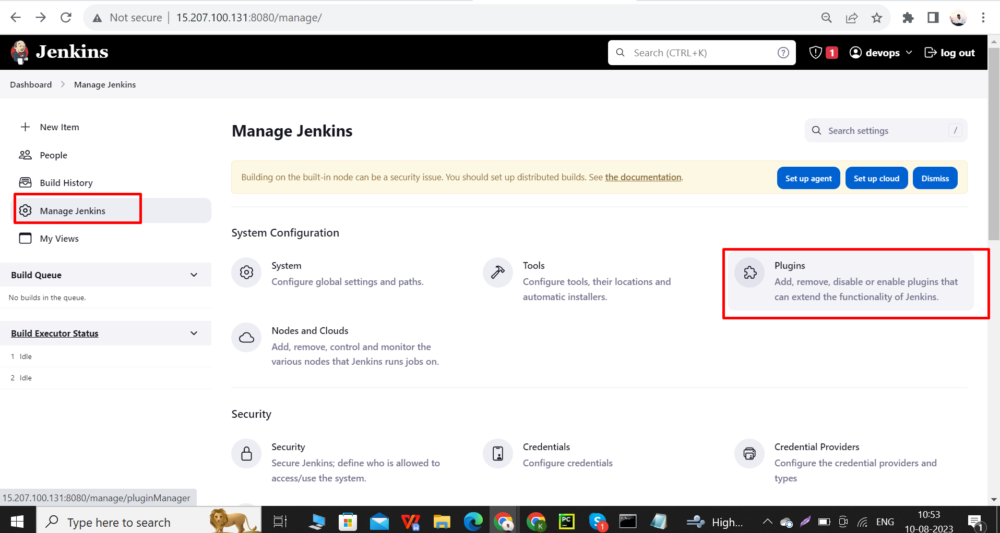 Not secure | 15.207.100.131:8080/manage/
Jenkins
Search (CTRL+K)
?
1
devops
log out
Dashboard > Manage Jenkins
New Item
People
Build History
Manage Jenkins
My Views
Build Queue
No builds in the queue.
Build Executor Status
1 Idle
2 Idle
Manage Jenkins
Search settings
/
Building on the built-in node can be a security issue. You should set up distributed builds. See the documentation.
Set up agent
Set up cloud
Dismiss
System Configuration
System
Configure global settings and paths.
Tools
Configure tools, their locations and
automatic installers.
Plugins
Add, remove, disable or enable plugins that
can extend the functionality of Jenkins.
Nodes and Clouds
Add, remove, control and monitor the
various nodes that Jenkins runs jobs on.
Security
Security
Secure Jenkins; define who is allowed to
access/use the system.
Credentials
Configure credentials
Credential Providers
Configure the credential providers and
types
15.207.100.131:8080/manage/pluginManager
Type here to search
W
K
PC
S
1
High...
ENG
10:53
10-08-2023
1